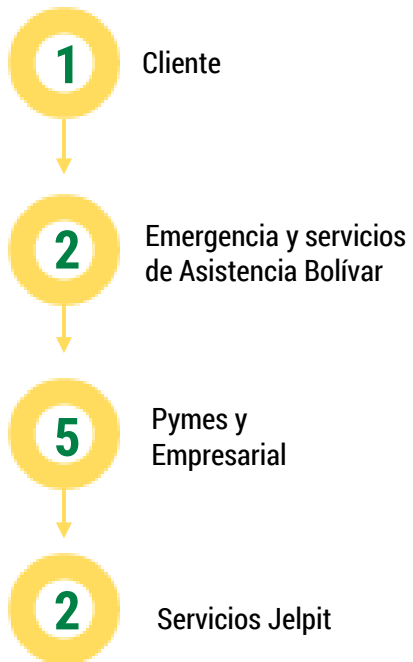 1
Cliente
2
Emergencia y servicios
de Asistencia Bolívar
5
Pymes y
Empresarial
2
Servicios Jelpit